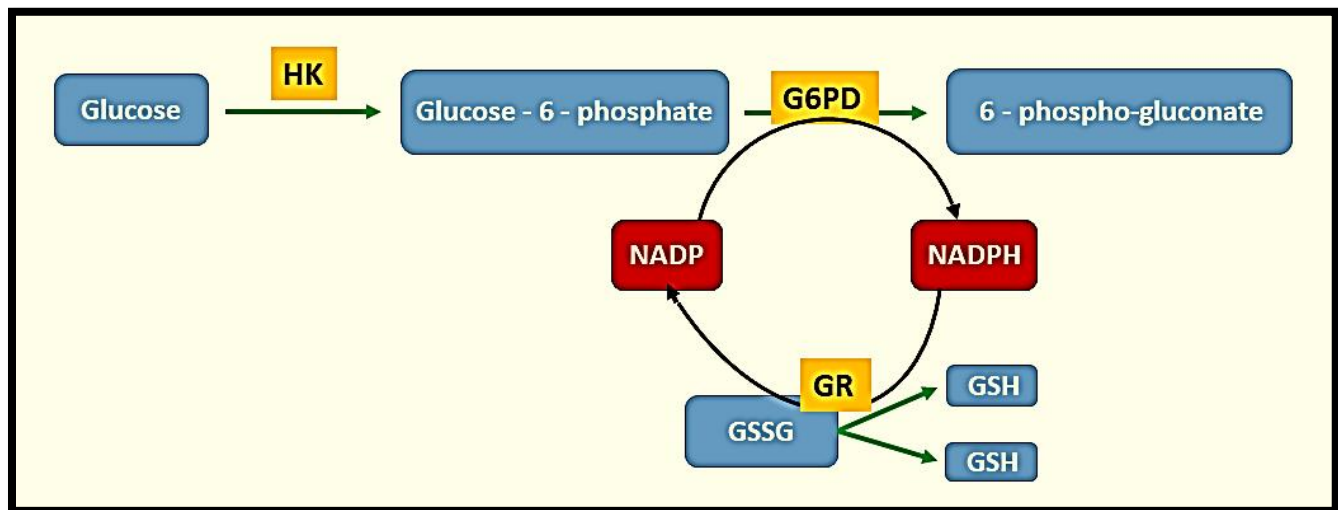 HK
Glucose
Glucose - 6 - phosphate
G6PD
6 - phospho-gluconate
NADP
NADPH
GR
GSSG
GSH
GSH